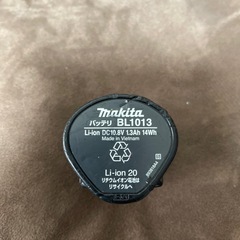 makita
バッテリ BL1013
Li-ion DC10.8V 1.3Ah 14Wh
Made in Vietnam
Li-ion 20
リチウムイオン電池は
リサイクルへ